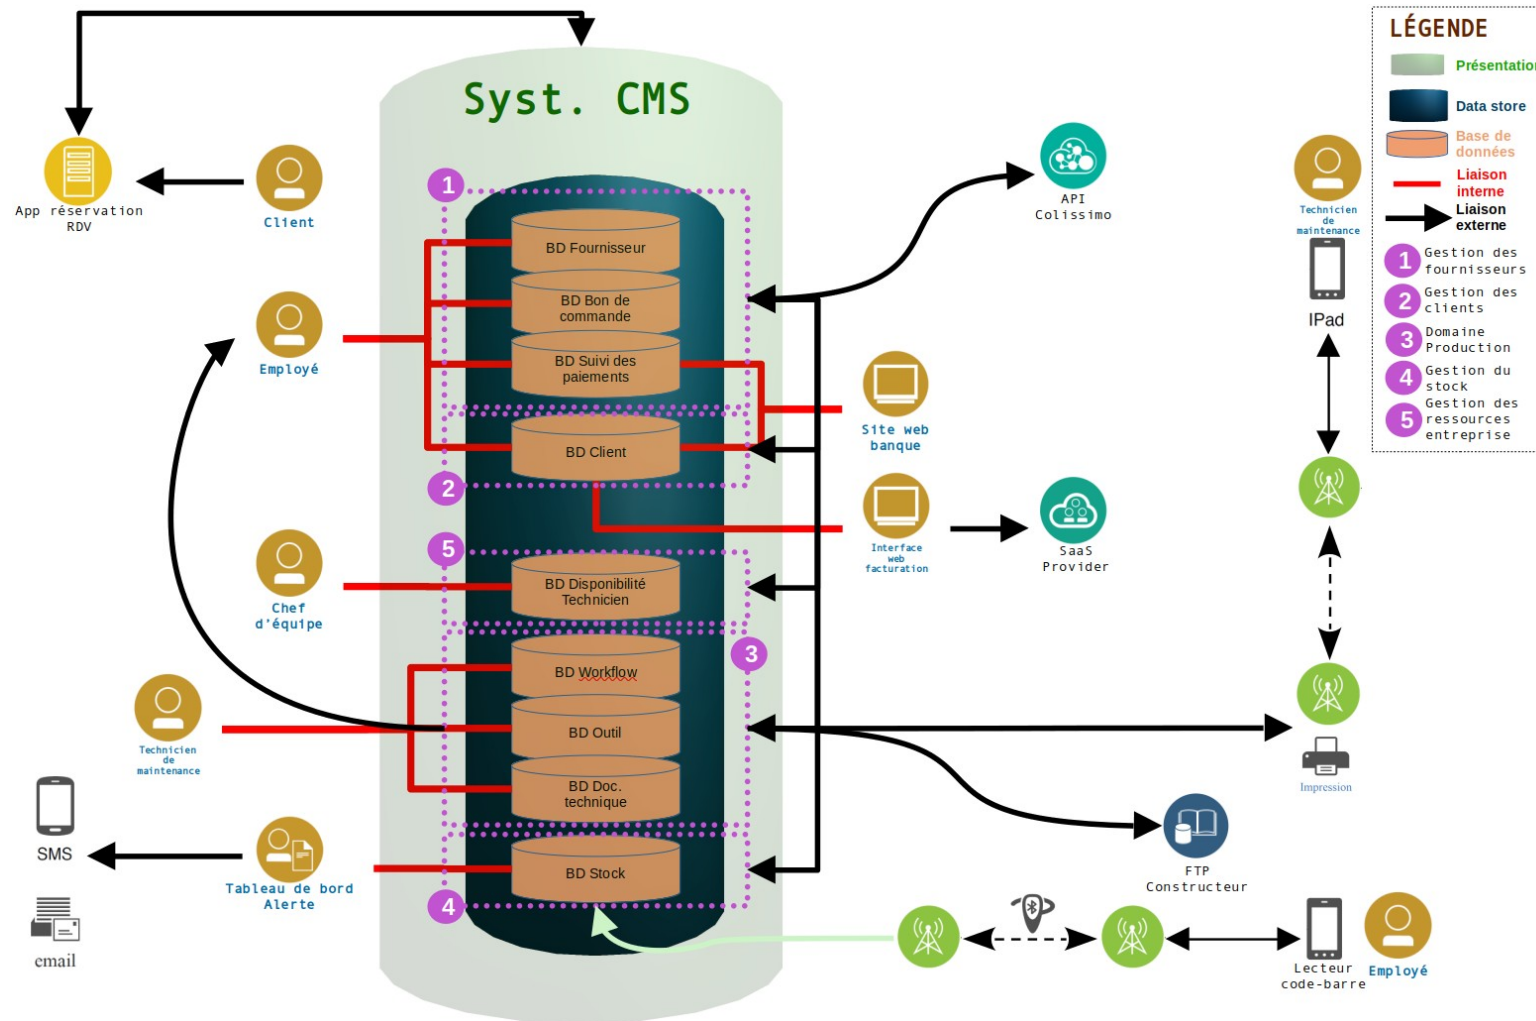 Syst. CMS
App réservation
RDV
Client
Employé
Chef
d'équipe
Technicien
de
maintenance
SMS
email
Tableau de bord
Alerte
1
BD Fournisseur
BD Bon de
commande
BD Suivi des
paiements
BD Client
2
5
BD Disponibilité
Technicien
3
BD Workflow
BD Outil
BD Doc.
technique
BD Stock
4
API
Colissimo
Site web
banque
Interface
web
facturation
SaaS
Provider
FTP
Constructeur
Lecteur
code-barre
Employé
Technicien
de
maintenance
IPad
Impression
LÉGENDE
Présentation
Data store
Base de
données
Liaison
interne
Liaison
externe
1 Gestion des
fournisseurs
2 Gestion des
clients
3 Domaine
Production
4 Gestion du
stock
5 Gestion des
ressources
entreprise